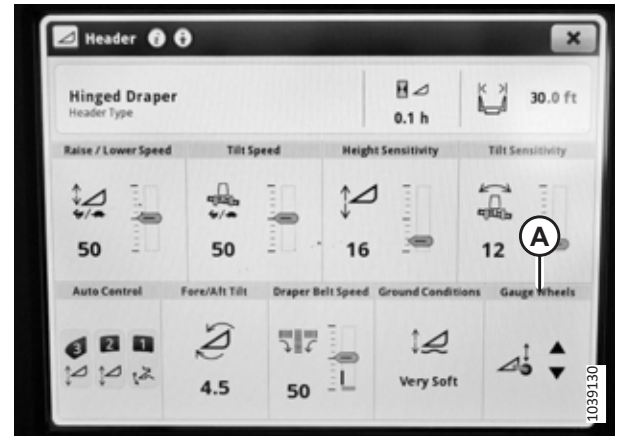 Header
Hinged Draper
Header Type
0.1 h
30.0 ft
Raise / Lower Speed Tilt Speed Height Sensitivity Tilt Sensitivity
50 50 16 12
A
Auto Control Fore/Aft Tilt Draper Belt Speed Ground Conditions Gauge Wheels
3 2 1
4.5 50 Very Soft
1039130